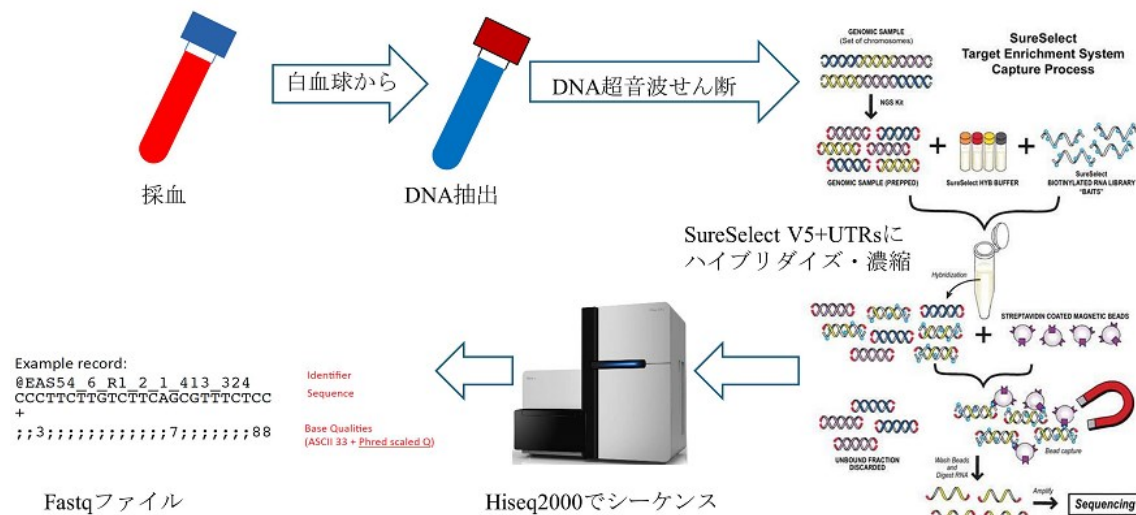 白血球から
DNA超音波せん断
採血
DNA抽出
SureSelect
Target Enrichment System
Capture Process
GENOMIC SAMPLE
(Set of chromosomes)
NGS Kit
GENOMIC SAMPLE (PREPPED)
SureSelect HYB BUFFER
SureSelect
BIOTINYLATED RNA LIBRARY
"BAITS"
SureSelect V5+UTRsに
ハイブリダイズ・濃縮
Hybridization
STREPTAVIDIN COATED MAGNETIC BEADS
UNBOUND FRACTION
DISCARDED
Bead capture
Wash Beads
and
Digest RNA
Amplify
Sequencing
Hiseq2000でシーケンス
Example record:
@EAS54_6_R1_2_1_413_324
CCCTTCTTGTCTTCAGCGTTTCTCC
+
;;3;;;;;;;;;;;;7;;;;;;;88
Identifier
Sequence
Base Qualities
(ASCII 33 + Phred scaled Q)
Fastqファイル